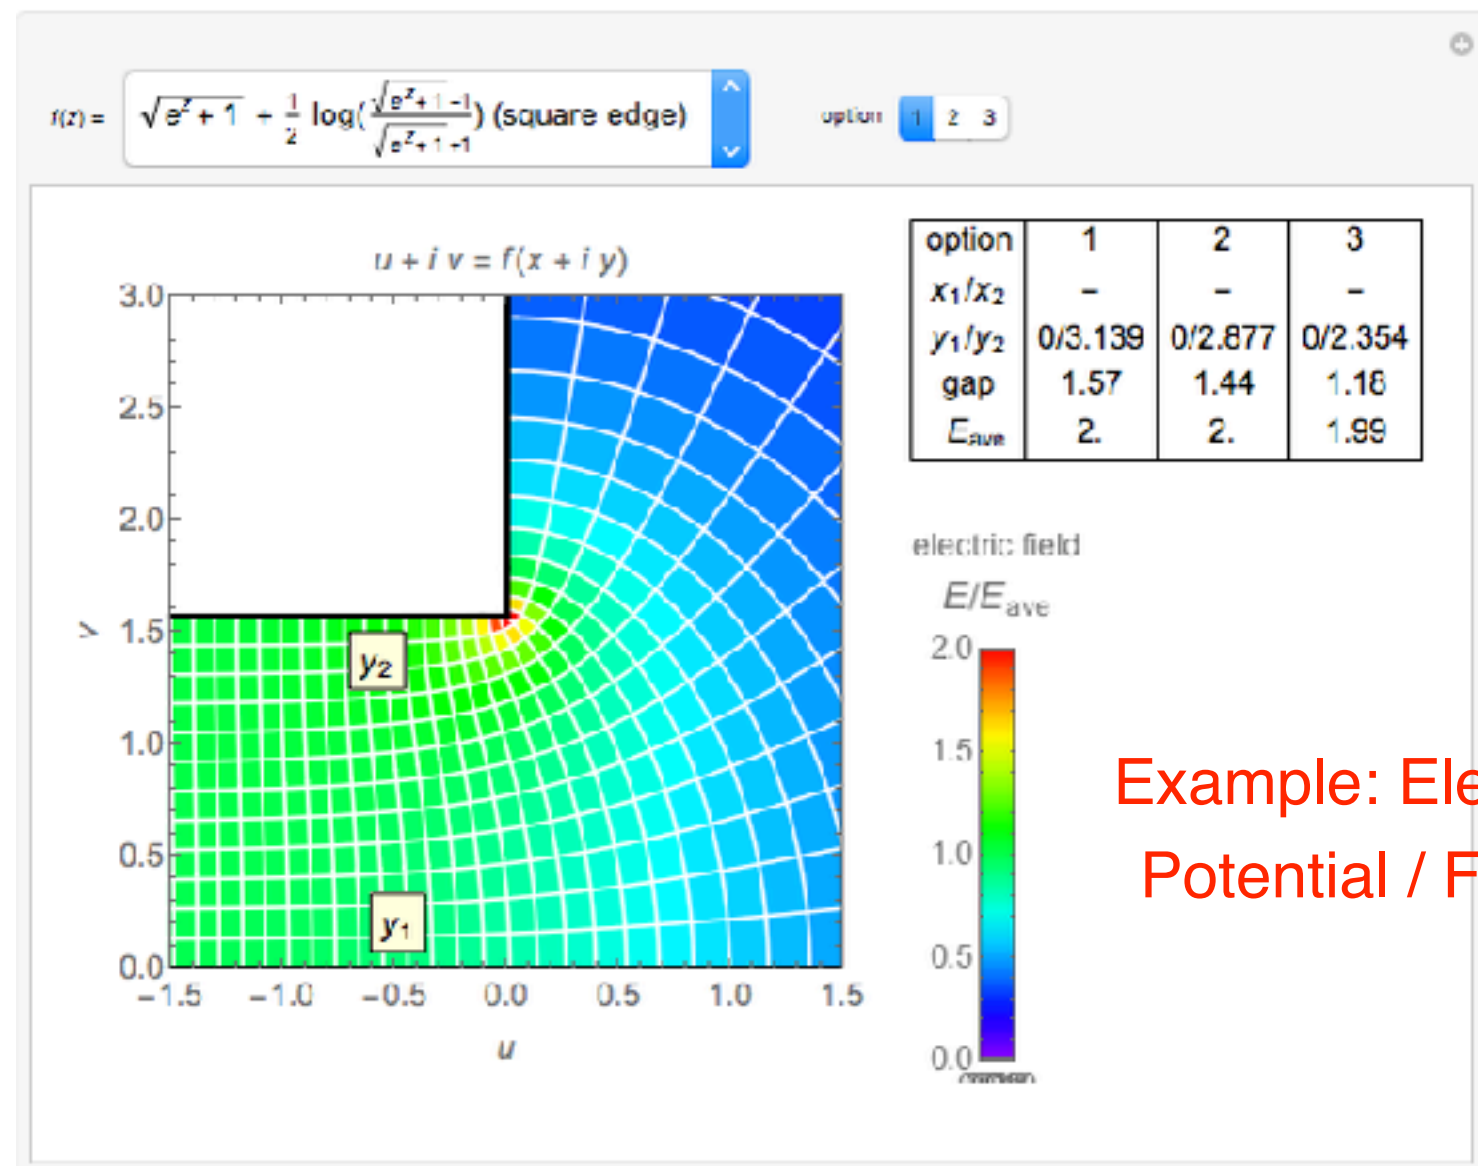 f(z) = √e^z + 1 + 1/2 log(√e^z+1 -1 / √e^z+1 +1) (square edge)
option 1 2 3
u + i v = f(x + i y)
option 1 2 3
x₁/x₂ – – –
y₁/y₂ 0/3.139 0/2.877 0/2.354
gap 1.57 1.44 1.18
E_ave 2. 2. 1.99
3.0
2.5
2.0
1.5
1.0
0.5
0.0
v
y₂
y₁
−1.5 −1.0 −0.5 0.0 0.5 1.0 1.5
u
electric field
E/E_ave
2.0
1.5
1.0
0.5
0.0
Example: Ele
Potential / F